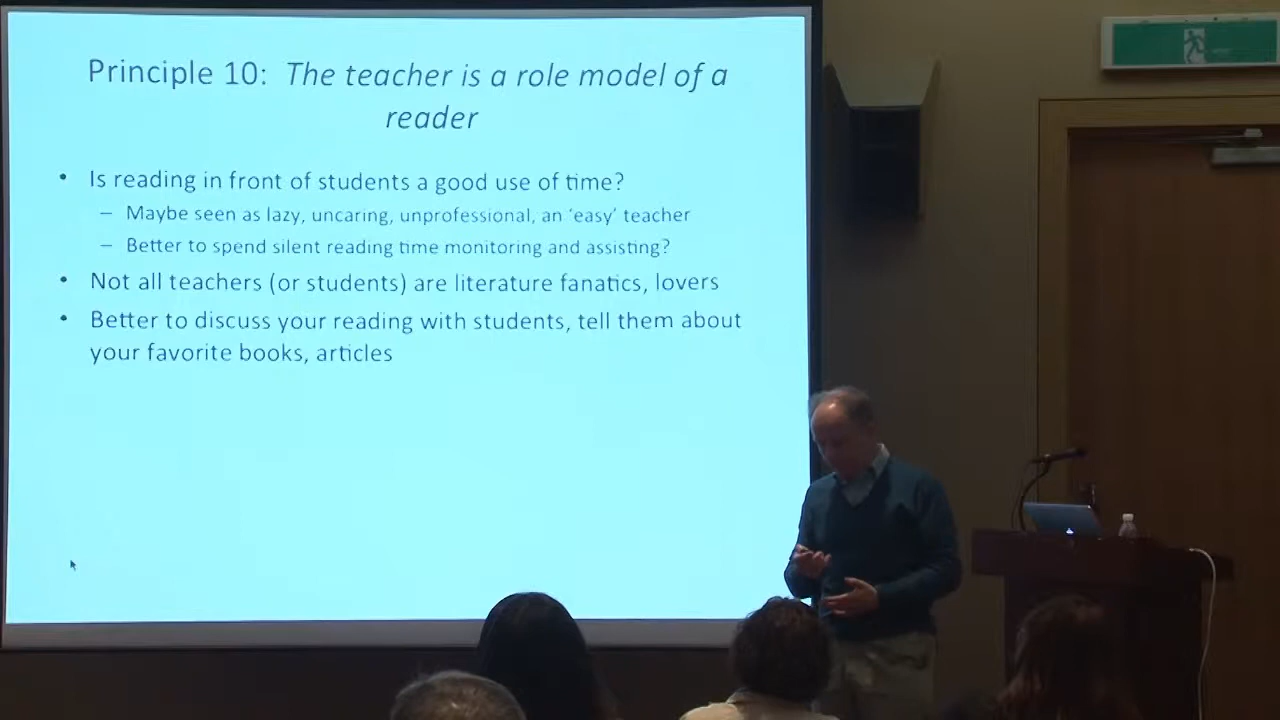 Principle 10: The teacher is a role model of a
reader
• Is reading in front of students a good use of time?
– Maybe seen as lazy, uncaring, unprofessional, an ‘easy’ teacher
– Better to spend silent reading time monitoring and assisting?
• Not all teachers (or students) are literature fanatics, lovers
• Better to discuss your reading with students, tell them about
your favorite books, articles